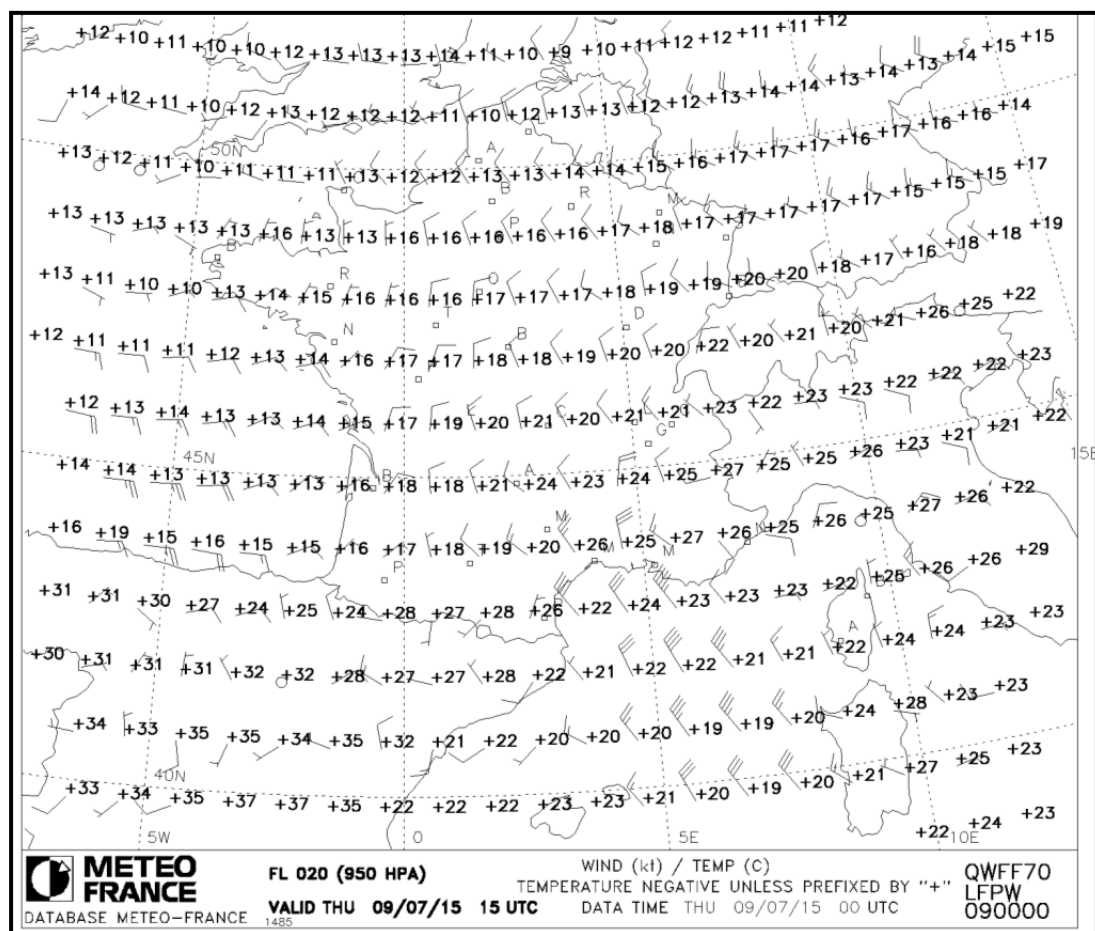 +12 +10 +11 +10 +10 +12 +13 +13 +13 +14 +11 +10 +9 +10 +11 +12 +12 +11 +11 +12
+14 +12 +11 +10 +12 +13 +12 +12 +12 +11 +10 +12 +13 +13 +12 +12 +13 +14 +14 +13 +14 +13 +14 +15 +15
L
50N A
+13 +12 +11 +10 +11 +11 +11 +13 +12 +12 +13 +13 +14 +14 +15 +16 +17 +17 +17 +16 +17 +16 +16 +14
B R M
+13 +13 +13 +13 +13 +16 +13 +13 +16 +16 +16 +16 +16 +17 +18 +17 +17 +17 +17 +17 +15 +15 +15 +17
B P S
R O
+13 +11 +10 +10 +13 +14 +15 +16 +16 +16 +17 +17 +17 +18 +19 +19 +20 +20 +18 +17 +16 +18 +18 +19
N T B D
+12 +11 +11 +11 +12 +13 +14 +16 +17 +17 +18 +18 +19 +20 +20 +22 +20 +21 +20 +21 +26 +25 +22
P
+12 +13 +14 +13 +13 +14 +15 +17 +19 +20 +21 +20 +21 +21 +23 +22 +23 +23 +22 +22 +22 +23
C L G
45N 15E
+14 +14 +13 +13 +13 +16 +18 +18 +21 +24 +23 +24 +25 +27 +25 +25 +26 +23 +21 +21 +22
B A
M
+16 +19 +15 +16 +15 +15 +16 +17 +18 +19 +20 +26 +25 +27 +26 +25 +26 +25 +27 +26 +22
P T M M N
+31 +31 +30 +27 +24 +25 +24 +28 +27 +28 +26 +22 +24 +23 +23 +23 +22 +25 +26 +26 +29
P B
A
+30 +31 +31 +31 +32 +32 +28 +27 +27 +28 +22 +21 +22 +22 +21 +21 +22 +24 +24 +23 +23
+34 +33 +35 +35 +34 +35 +32 +21 +22 +20 +20 +20 +19 +19 +20 +24 +28 +23 +23
40N
+33 +34 +35 +37 +37 +35 +22 +22 +22 +23 +23 +21 +20 +19 +20 +21 +27 +25 +23
+22 +24 +23
5W 0 5E 10E
METEO
FRANCE
DATABASE METEO-FRANCE
FL 020 (950 HPA)
VALID THU 09/07/15 15 UTC
1485
WIND (kt) / TEMP (C)
TEMPERATURE NEGATIVE UNLESS PREFIXED BY "+"
DATA TIME THU 09/07/15 00 UTC
QWFF70
LFPW
090000